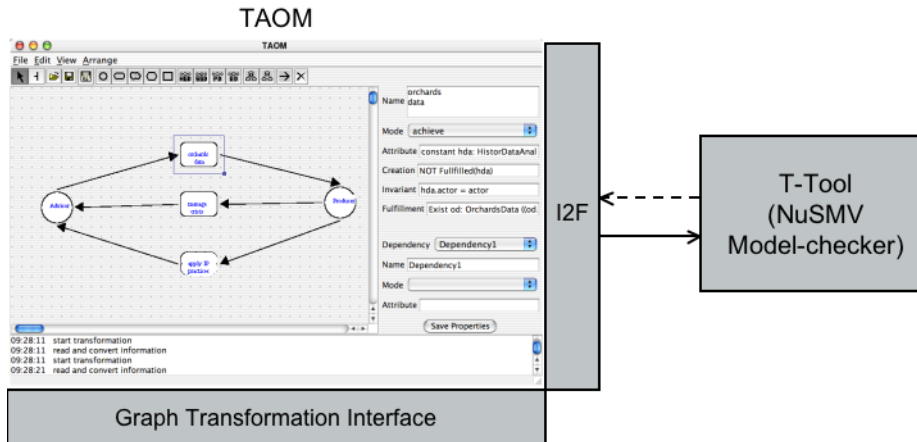 TAOM
TAOM
File Edit View Arrange
Name
orchards
data
Mode achieve
Attribute constant hda: HistorDataAnal
Creation NOT Fullfilled(hda)
Invariant hda.actor = actor
Fulfillment Exist od: OrchardsData ((od.
Dependency Dependency1
Name Dependency1
Mode
Attribute
Save Properties
orchards
data
Advisor
Producer
manage
crisis
apply IP
practices
09:28:11 start transformation
09:28:11 read and convert information
09:28:11 start transformation
09:28:21 read and convert information
I2F
T-Tool
(NuSMV
Model-checker)
Graph Transformation Interface